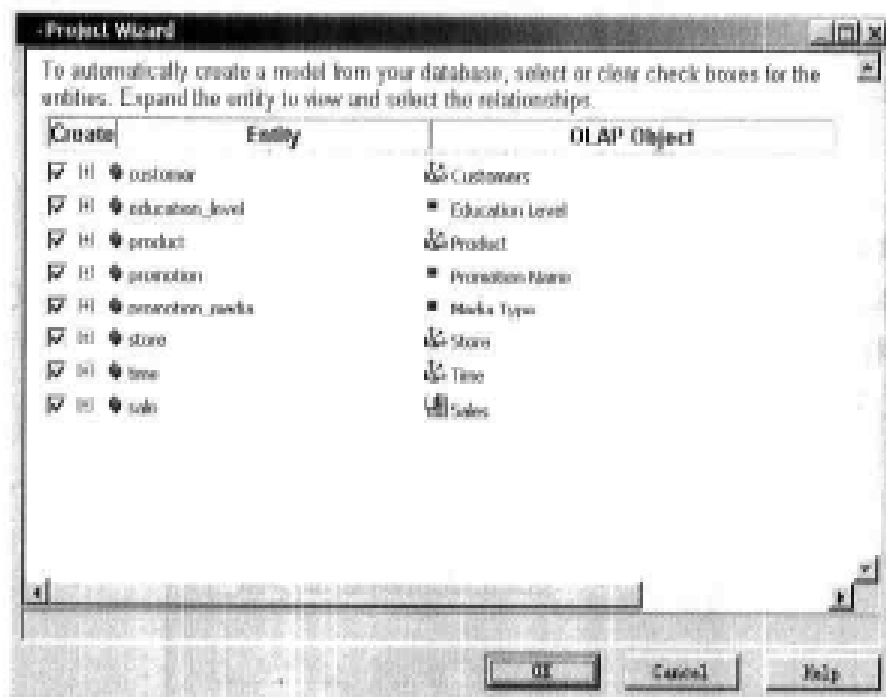 -Project Wizard
To automatically create a model from your database, select or clear check boxes for the
entities. Expand the entity to view and select the relationships.
Create Entity OLAP Object
customer Customers
education_level Education Level
product Product
promotion Promotion Name
promotion_media Media Type
store Store
time Time
sale Sales
OK Cancel Help